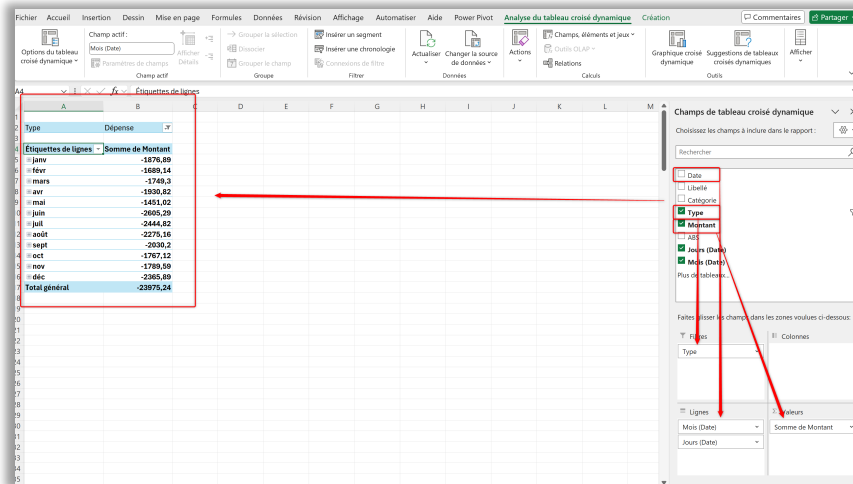 Fichier Accueil Insertion Dessin Mise en page Formules Données Révision Affichage Automatiser Aide Power Pivot Analyse du tableau croisé dynamique Création Commentaires Partager
Options du tableau croisé dynamique
Champ actif :
Mois (Date)
Paramètres de champs
Afficher Détails
Champ actif
Grouper la sélection
Dissocier
Grouper le champ
Groupe
Insérer un segment
Insérer une chronologie
Connexions de filtre
Filtrer
Actualiser
Changer la source de données
Données
Actions
Champs, éléments et jeux
Outils OLAP
Relations
Calculs
Graphique croisé dynamique
Suggestions de tableaux croisés dynamiques
Outils
Afficher
A4 fx Étiquettes de lignes
A B C D E F G H I J K L M
Type Dépense
Étiquettes de lignes Somme de Montant
janv -1876,89
févr -1689,14
mars -1749,3
avr -1930,82
mai -1451,02
juin -2605,29
juil -2444,82
août -2275,16
sept -2030,2
oct -1767,12
nov -1789,59
déc -2365,89
Total général -23975,24
Champs de tableau croisé dynamique
Choisissez les champs à inclure dans le rapport :
Rechercher
Date
Libellé
Catégorie
Type
Montant
ABS
Jours (Date)
Mois (Date)
Plus de tableaux...
Faites glisser les champs dans les zones voulues ci-dessous:
Filtres Colonnes
Type
Lignes Valeurs
Mois (Date) Somme de Montant
Jours (Date)